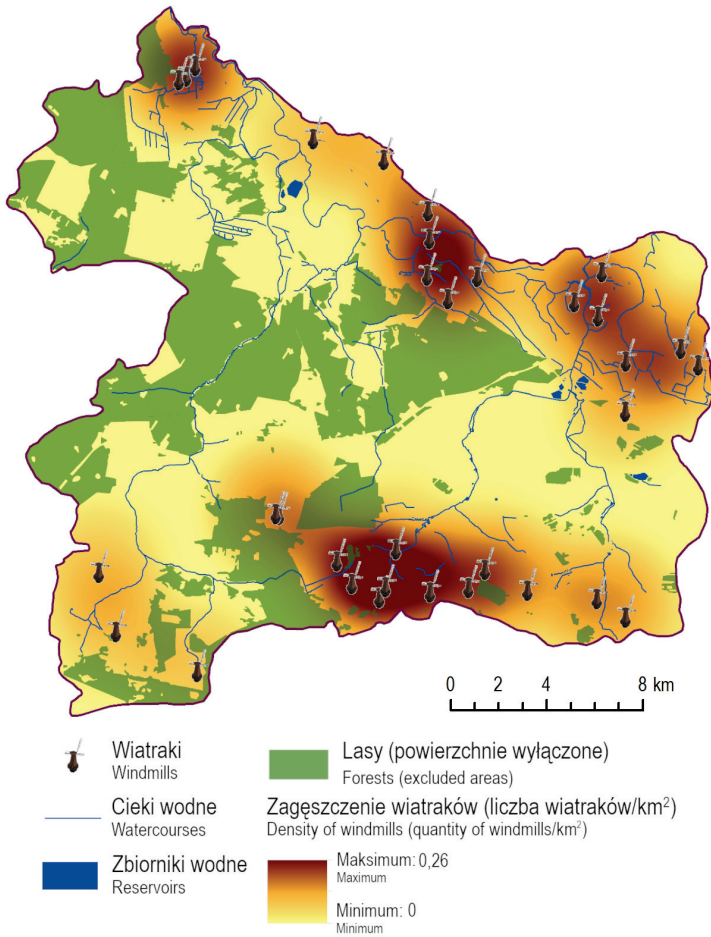 0 2 4 6 8 km
Wiatraki
Windmills
Lasy (powierzchnie wyłączone)
Forests (excluded areas)
Cieki wodne
Watercourses
Zagęszczenie wiatraków (liczba wiatraków/km²)
Density of windmills (quantity of windmills/km²)
Zbiorniki wodne
Reservoirs
Maksimum: 0,26
Maximum
Minimum: 0
Minimum